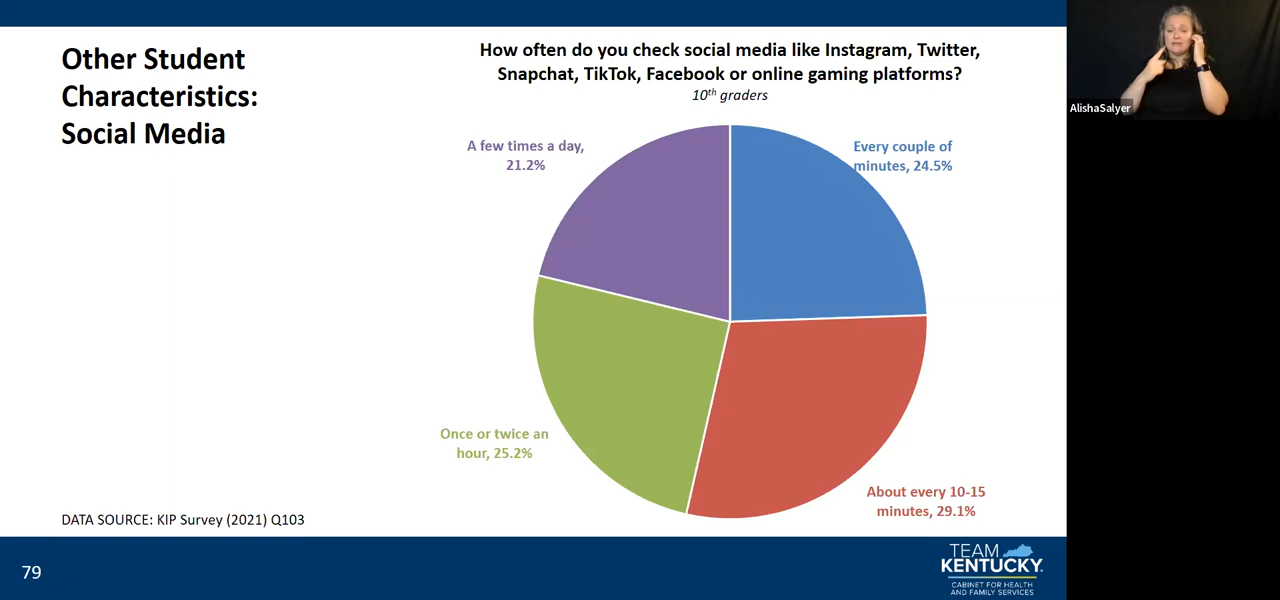 Other Student
Characteristics:
Social Media
How often do you check social media like Instagram, Twitter,
Snapchat, TikTok, Facebook or online gaming platforms?
10th graders
A few times a day,
21.2%
Every couple of
minutes, 24.5%
Once or twice an
hour, 25.2%
About every 10-15
minutes, 29.1%
DATA SOURCE: KIP Survey (2021) Q103
79
TEAM
KENTUCKY.
CABINET FOR HEALTH
AND FAMILY SERVICES
AlishaSalyer